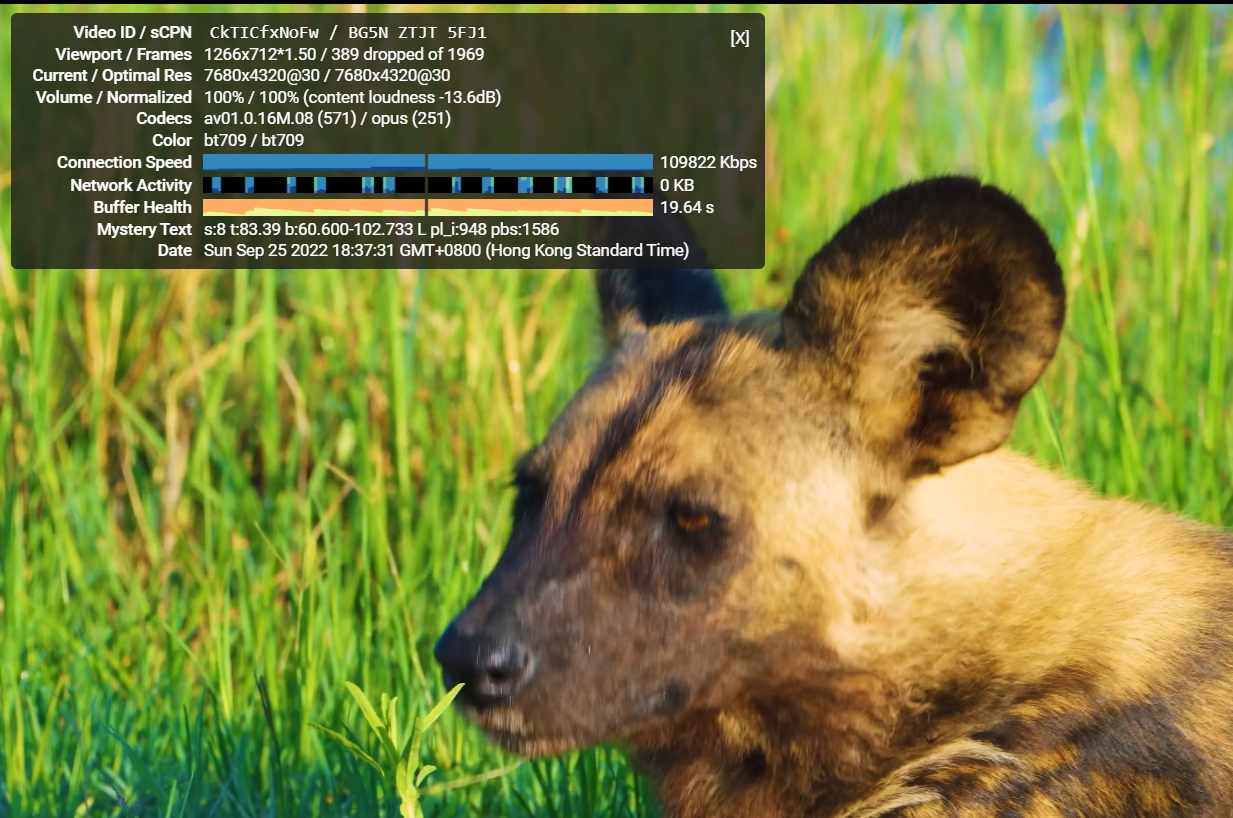 Video ID / sCPN CkTICfxNoFw / BG5N ZTJT 5FJ1
[X]
Viewport / Frames 1266x712*1.50 / 389 dropped of 1969
Current / Optimal Res 7680x4320@30 / 7680x4320@30
Volume / Normalized 100% / 100% (content loudness -13.6dB)
Codecs av01.0.16M.08 (571) / opus (251)
Color bt709 / bt709
Connection Speed 109822 Kbps
Network Activity 0 KB
Buffer Health 19.64 s
Mystery Text s:8 t:83.39 b:60.600-102.733 L pl_i:948 pbs:1586
Date Sun Sep 25 2022 18:37:31 GMT+0800 (Hong Kong Standard Time)